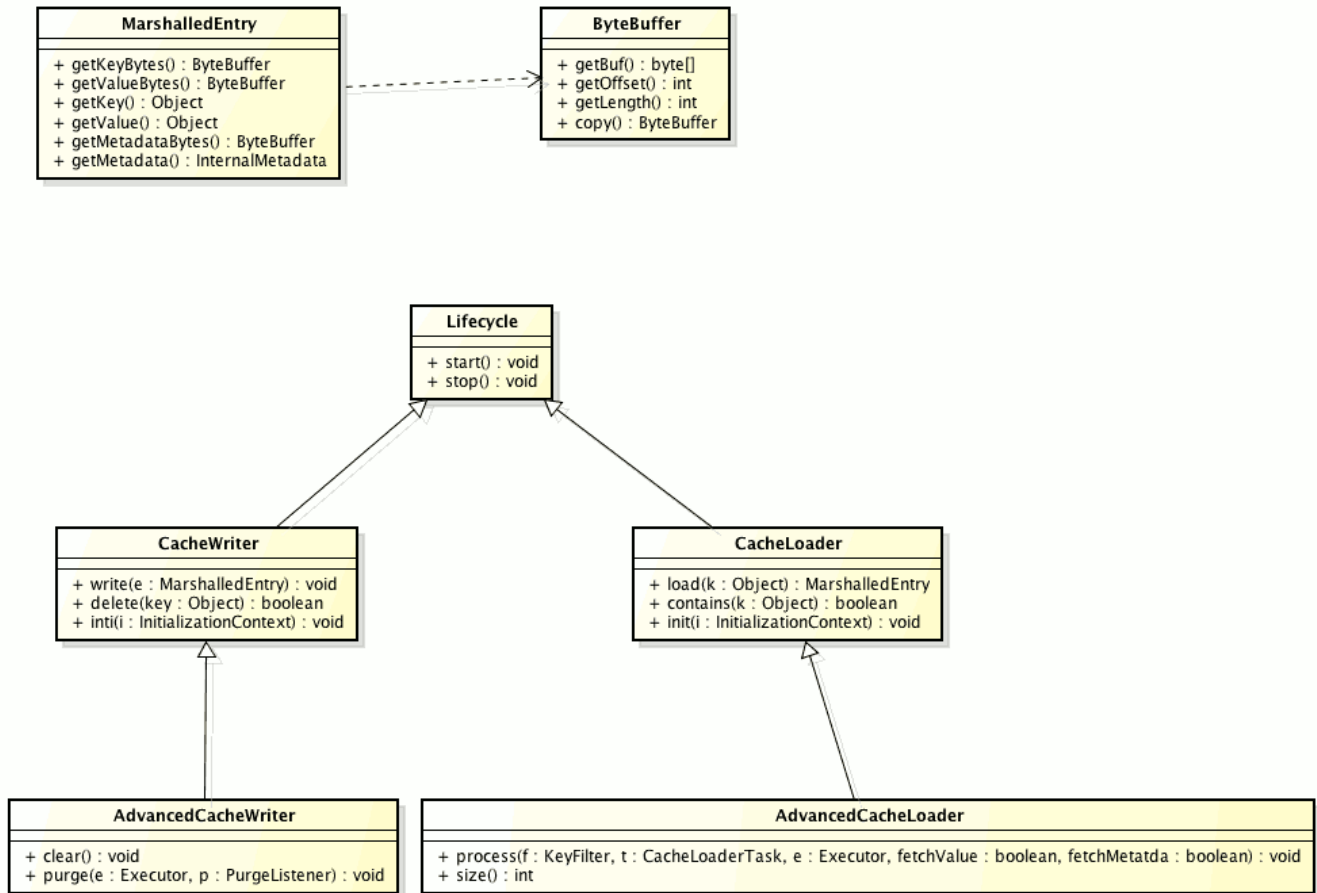 MarshalledEntry
+ getKeyBytes() : ByteBuffer
+ getValueBytes() : ByteBuffer
+ getKey() : Object
+ getValue() : Object
+ getMetadataBytes() : ByteBuffer
+ getMetadata() : InternalMetadata
ByteBuffer
+ getBuf() : byte[]
+ getOffset() : int
+ getLength() : int
+ copy() : ByteBuffer
Lifecycle
+ start() : void
+ stop() : void
CacheWriter
+ write(e : MarshalledEntry) : void
+ delete(key : Object) : boolean
+ inti(i : InitializationContext) : void
CacheLoader
+ load(k : Object) : MarshalledEntry
+ contains(k : Object) : boolean
+ init(i : InitializationContext) : void
AdvancedCacheWriter
+ clear() : void
+ purge(e : Executor, p : PurgeListener) : void
AdvancedCacheLoader
+ process(f : KeyFilter, t : CacheLoaderTask, e : Executor, fetchValue : boolean, fetchMetatda : boolean) : void
+ size() : int